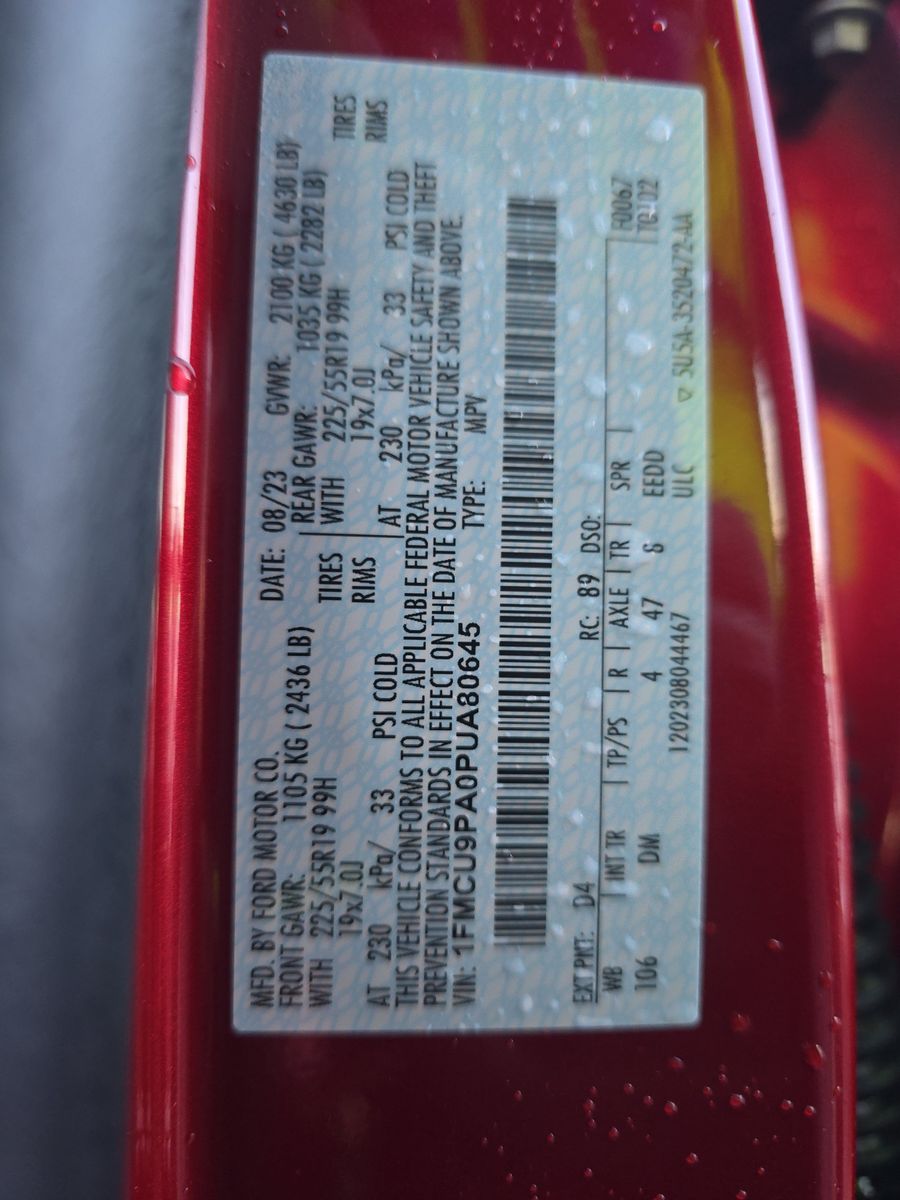 MFD. BY FORD MOTOR CO. DATE: 08/23 GVWR: 2100 KG ( 4630 LB)
FRONT GAWR: 1105 KG ( 2436 LB) REAR GAWR: 1035 KG ( 2282 LB)
WITH 225/55R19 99H TIRES WITH 225/55R19 99H TIRES
19x7.0J RIMS 19x7.0J RIMS
AT 230 kPa/ 33 PSI COLD AT 230 kPa/ 33 PSI COLD
THIS VEHICLE CONFORMS TO ALL APPLICABLE FEDERAL MOTOR VEHICLE SAFETY AND THEFT
PREVENTION STANDARDS IN EFFECT ON THE DATE OF MANUFACTURE SHOWN ABOVE.
VIN: 1FMCU9PA0PUA80645 TYPE: MPV
EXT PNT: D4 RC: 89 DSO: F0067
WB INT TR TP/PS R AXLE TR SPR
106 DM 4 47 8 EEDD
120230804467 ULC
▽ 5U5A-3520472-AA